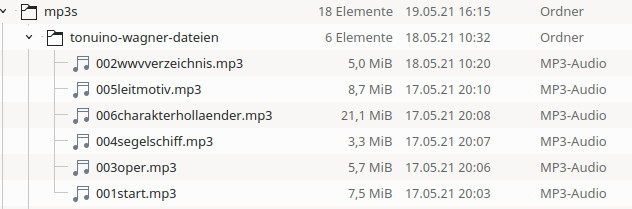 mp3s 18 Elemente 19.05.21 16:15 Ordner
tonuino-wagner-dateien 6 Elemente 18.05.21 10:32 Ordner
002wwvverzeichnis.mp3 5,0 MiB 18.05.21 10:20 MP3-Audio
005leitmotiv.mp3 8,7 MiB 17.05.21 20:10 MP3-Audio
006charakterhollaender.mp3 21,1 MiB 17.05.21 20:08 MP3-Audio
004segelschiff.mp3 3,3 MiB 17.05.21 20:07 MP3-Audio
003oper.mp3 5,7 MiB 17.05.21 20:06 MP3-Audio
001start.mp3 7,5 MiB 17.05.21 20:03 MP3-Audio